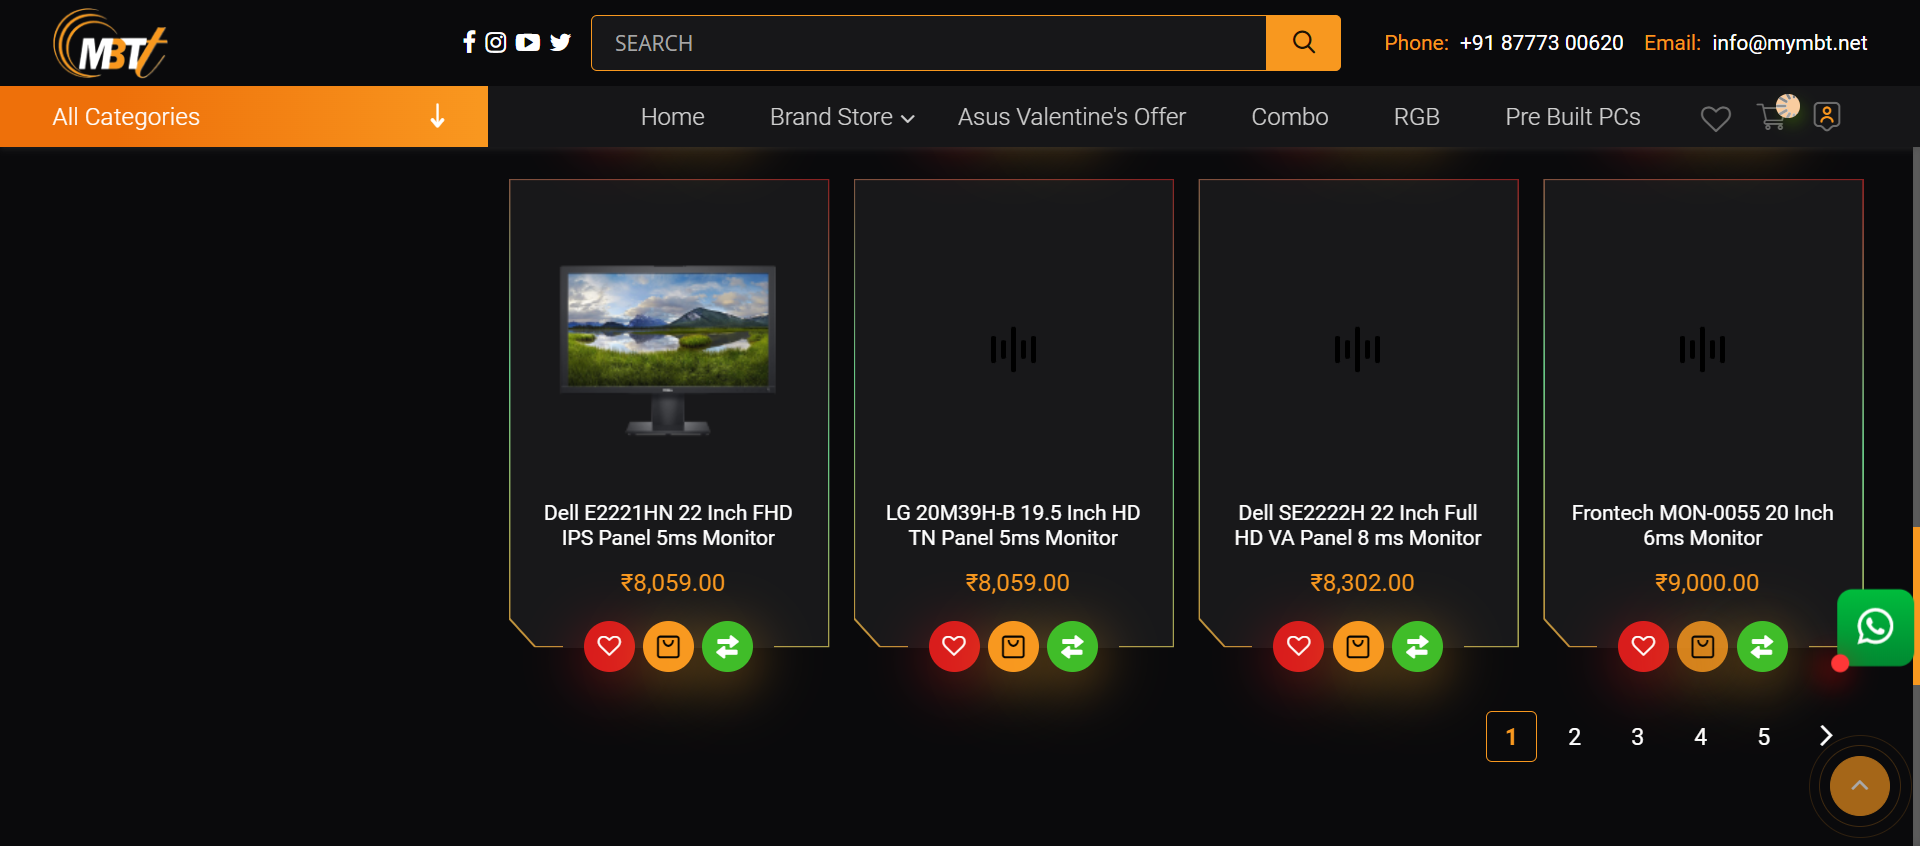 MBT
SEARCH
Phone: +91 87773 00620 Email: info@mymbt.net
All Categories
Home Brand Store Asus Valentine's Offer Combo RGB Pre Built PCs
Dell E2221HN 22 Inch FHD
IPS Panel 5ms Monitor
₹8,059.00
LG 20M39H-B 19.5 Inch HD
TN Panel 5ms Monitor
₹8,059.00
Dell SE2222H 22 Inch Full
HD VA Panel 8 ms Monitor
₹8,302.00
Frontech MON-0055 20 Inch
6ms Monitor
₹9,000.00
1 2 3 4 5